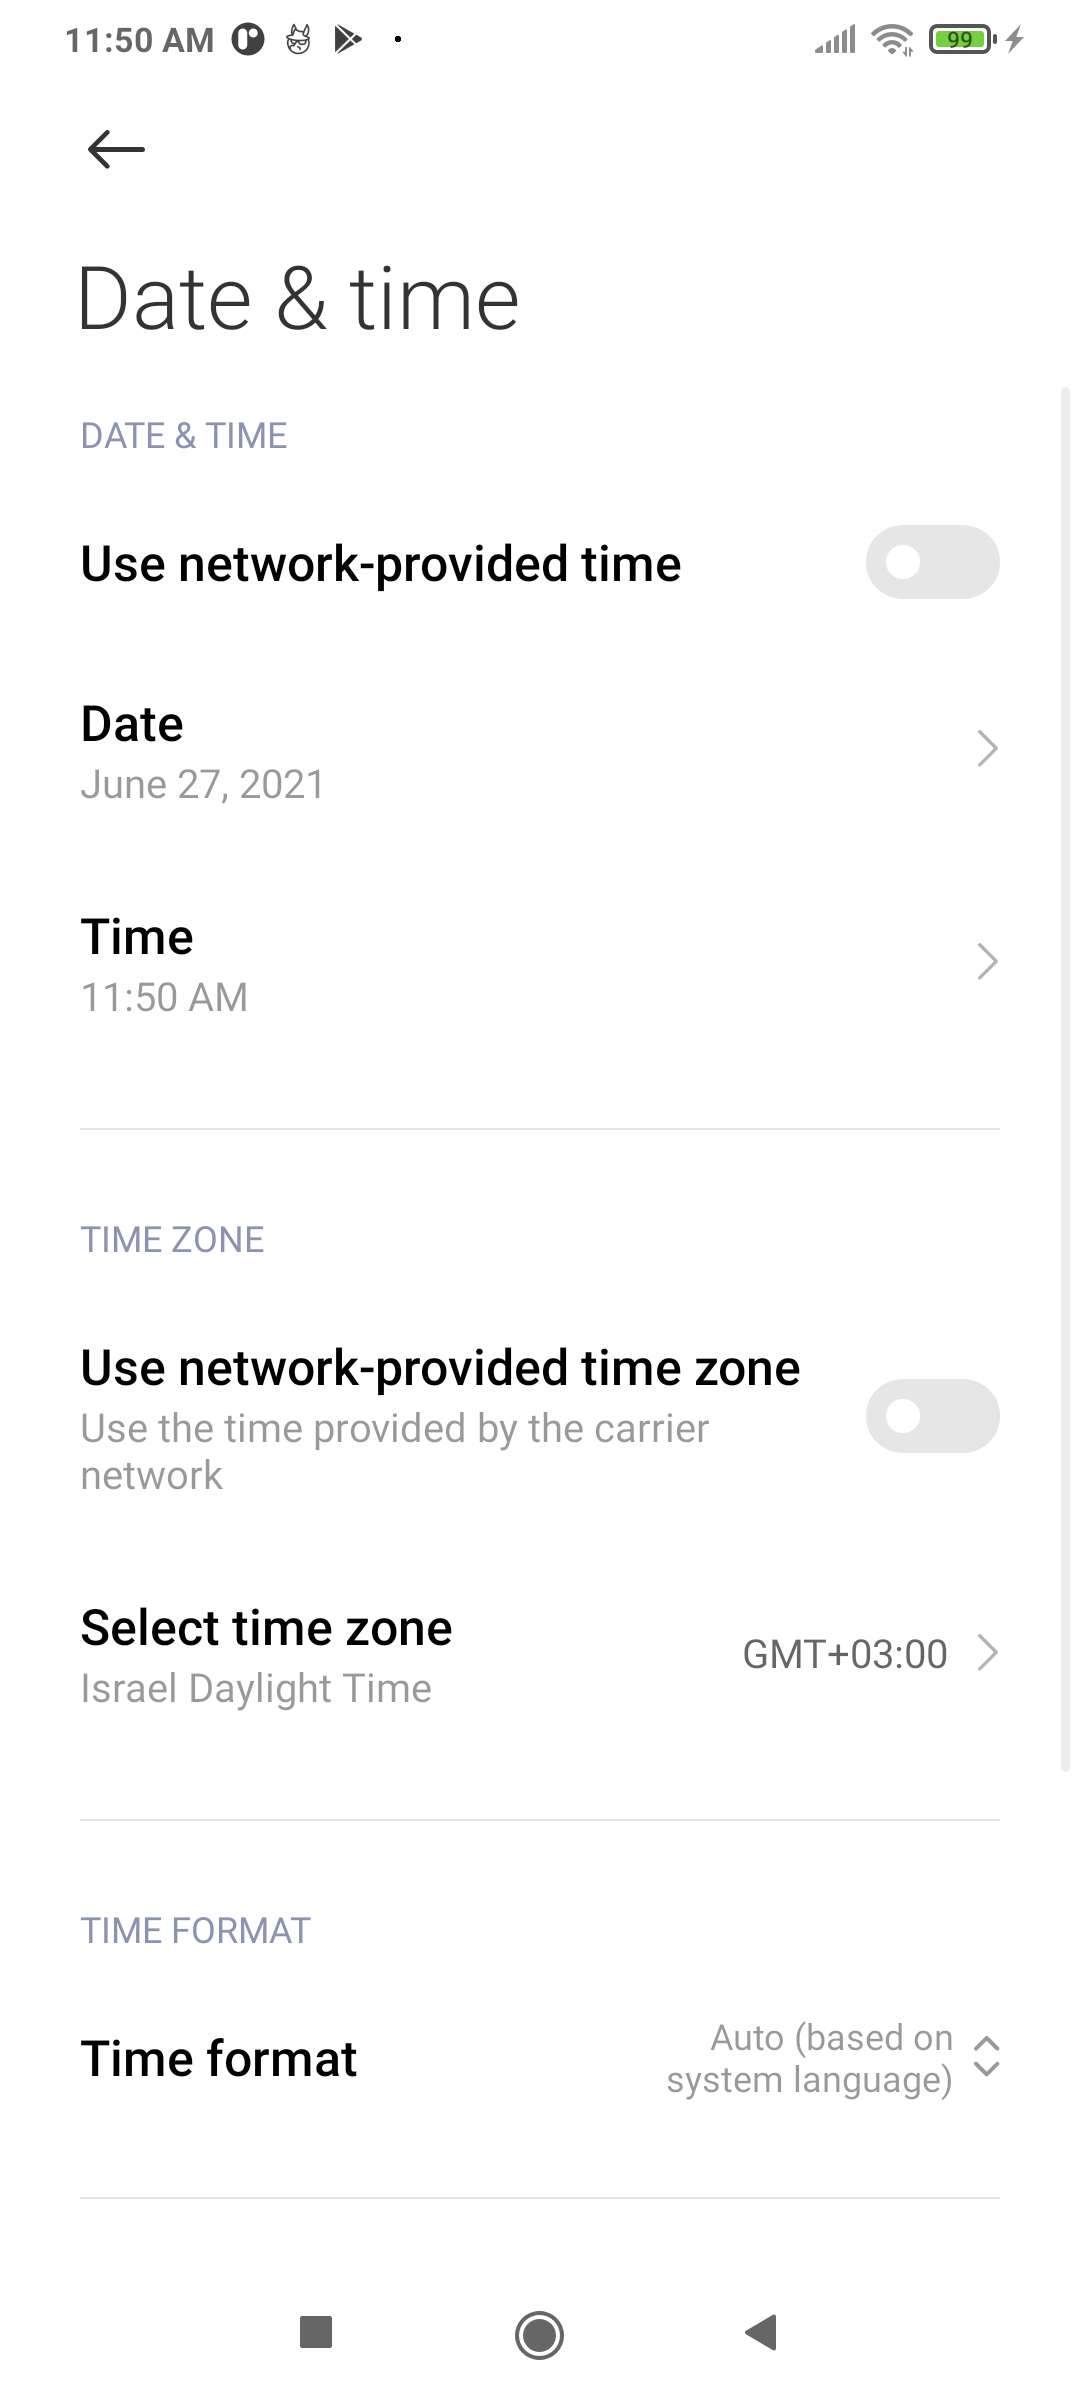 11:50 AM
99
Date & time
DATE & TIME
Use network-provided time
Date
June 27, 2021
Time
11:50 AM
TIME ZONE
Use network-provided time zone
Use the time provided by the carrier
network
Select time zone
Israel Daylight Time
GMT+03:00
TIME FORMAT
Time format
Auto (based on
system language)